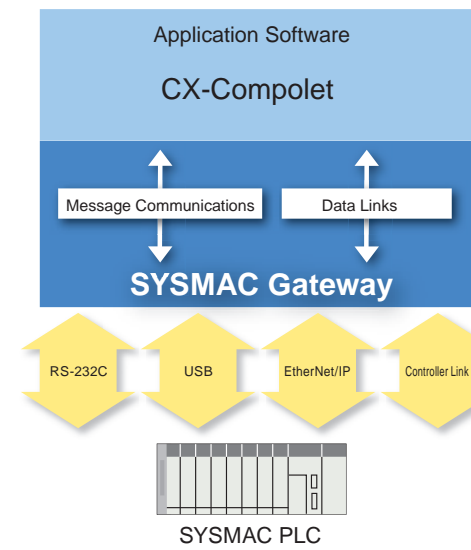 Application Software
CX-Compolet
Message Communications
Data Links
SYSMAC Gateway
RS-232C
USB
EtherNet/IP
Controller Link
SYSMAC PLC